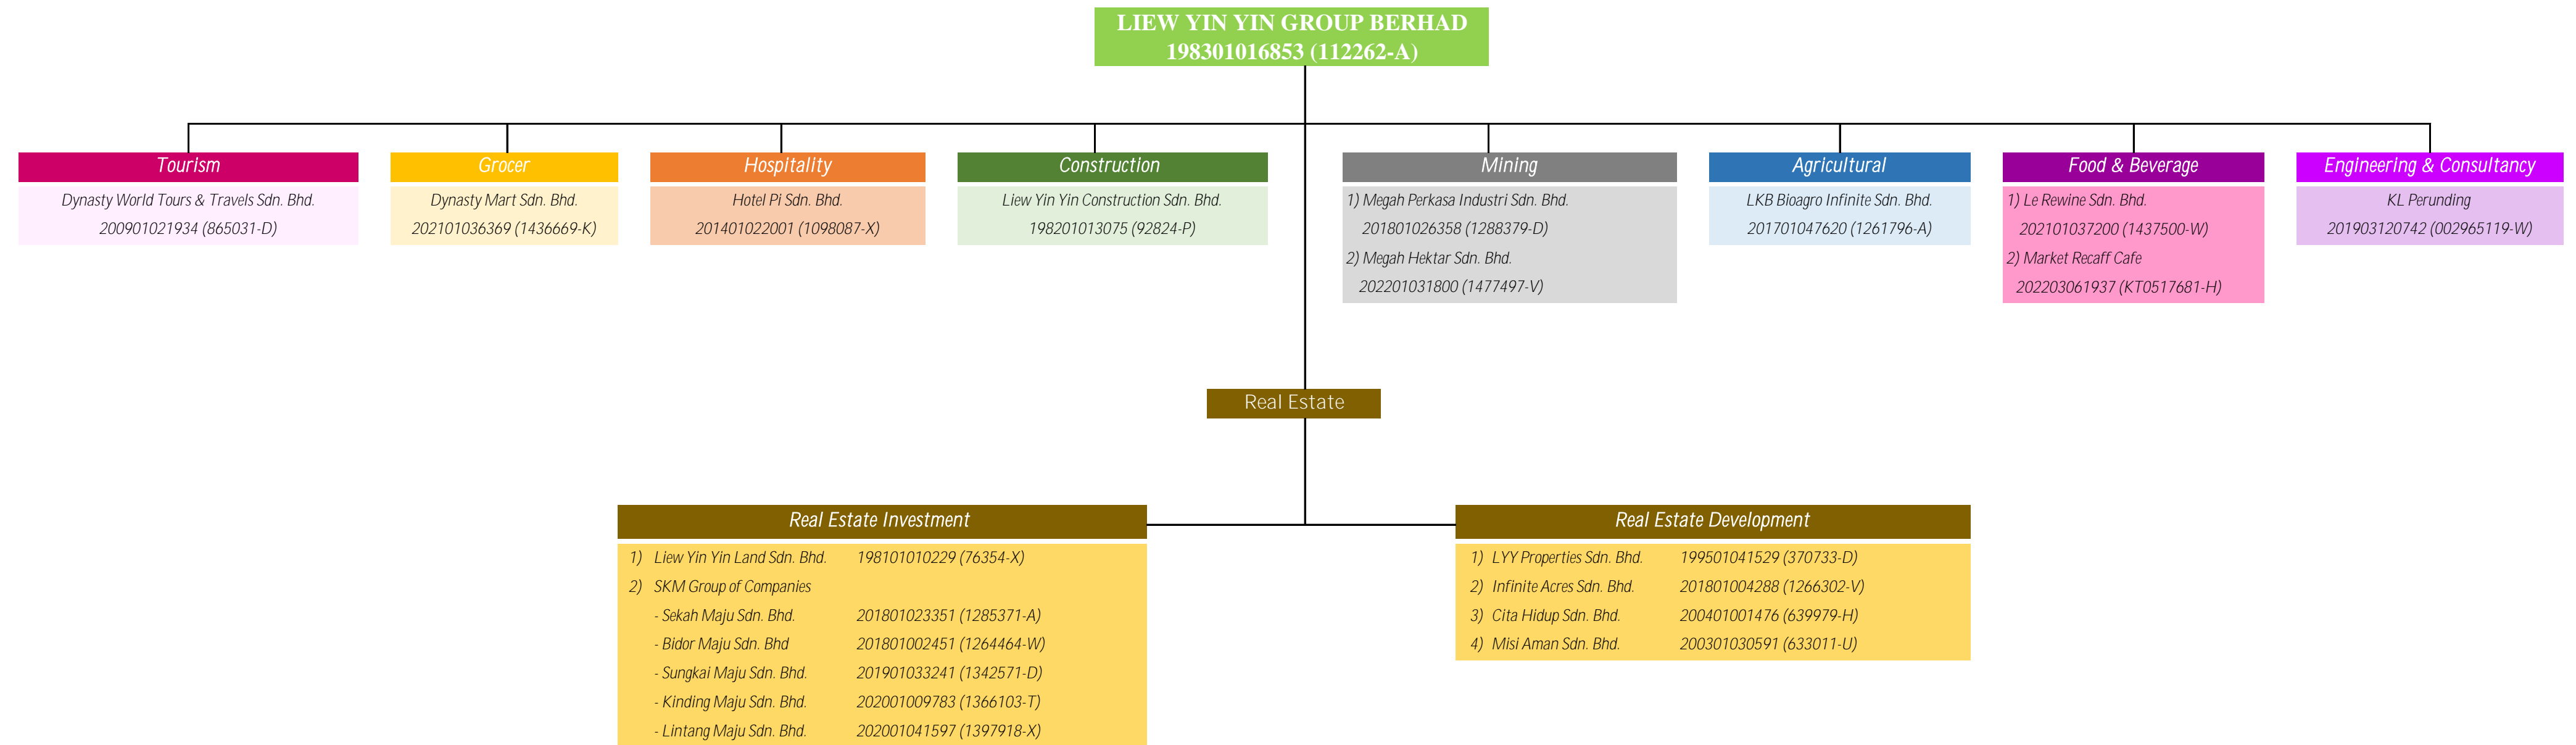 LIEW YIN YIN GROUP BERHAD
198301016853 (112262-A)
Tourism
Dynasty World Tours & Travels Sdn. Bhd.
200901021934 (865031-D)
Grocer
Dynasty Mart Sdn. Bhd.
202101036369 (1436669-K)
Hospitality
Hotel Pi Sdn. Bhd.
201401022001 (1098087-X)
Construction
Liew Yin Yin Construction Sdn. Bhd.
198201013075 (92824-P)
Mining
1) Megah Perkasa Industri Sdn. Bhd.
201801026358 (1288379-D)
2) Megah Hektar Sdn. Bhd.
202201031800 (1477497-V)
Agricultural
LKB Bioagro Infinite Sdn. Bhd.
201701047620 (1261796-A)
Food & Beverage
1) Le Rewine Sdn. Bhd.
202101037200 (1437500-W)
2) Market Recaff Cafe
202203061937 (KT0517681-H)
Engineering & Consultancy
KL Perunding
201903120742 (002965119-W)
Real Estate
Real Estate Investment
1) Liew Yin Yin Land Sdn. Bhd. 198101010229 (76354-X)
2) SKM Group of Companies
- Sekah Maju Sdn. Bhd. 201801023351 (1285371-A)
- Bidor Maju Sdn. Bhd 201801002451 (1264464-W)
- Sungkai Maju Sdn. Bhd. 201901033241 (1342571-D)
- Kinding Maju Sdn. Bhd. 202001009783 (1366103-T)
- Lintang Maju Sdn. Bhd. 202001041597 (1397918-X)
Real Estate Development
1) LYY Properties Sdn. Bhd. 199501041529 (370733-D)
2) Infinite Acres Sdn. Bhd. 201801004288 (1266302-V)
3) Cita Hidup Sdn. Bhd. 200401001476 (639979-H)
4) Misi Aman Sdn. Bhd. 200301030591 (633011-U)